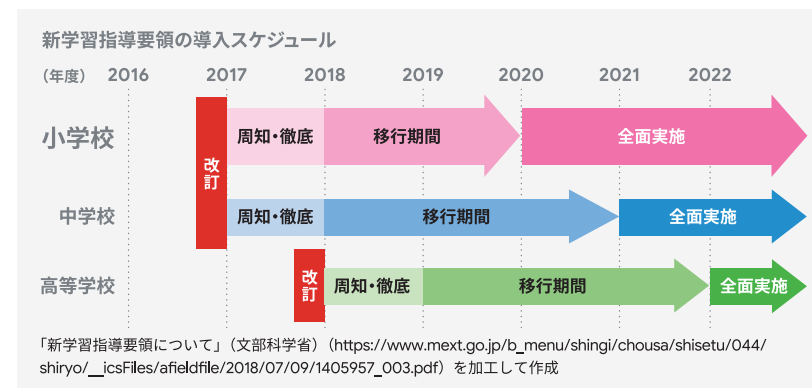 新学習指導要領の導入スケジュール
（年度） 2016 2017 2018 2019 2020 2021 2022
小学校
改訂
周知・徹底 移行期間 全面実施
中学校
周知・徹底 移行期間 全面実施
高等学校
改訂
周知・徹底 移行期間 全面実施
「新学習指導要領について」（文部科学省）（https://www.mext.go.jp/b_menu/shingi/chousa/shisetu/044/
shiryo/__icsFiles/afieldfile/2018/07/09/1405957_003.pdf）を加工して作成